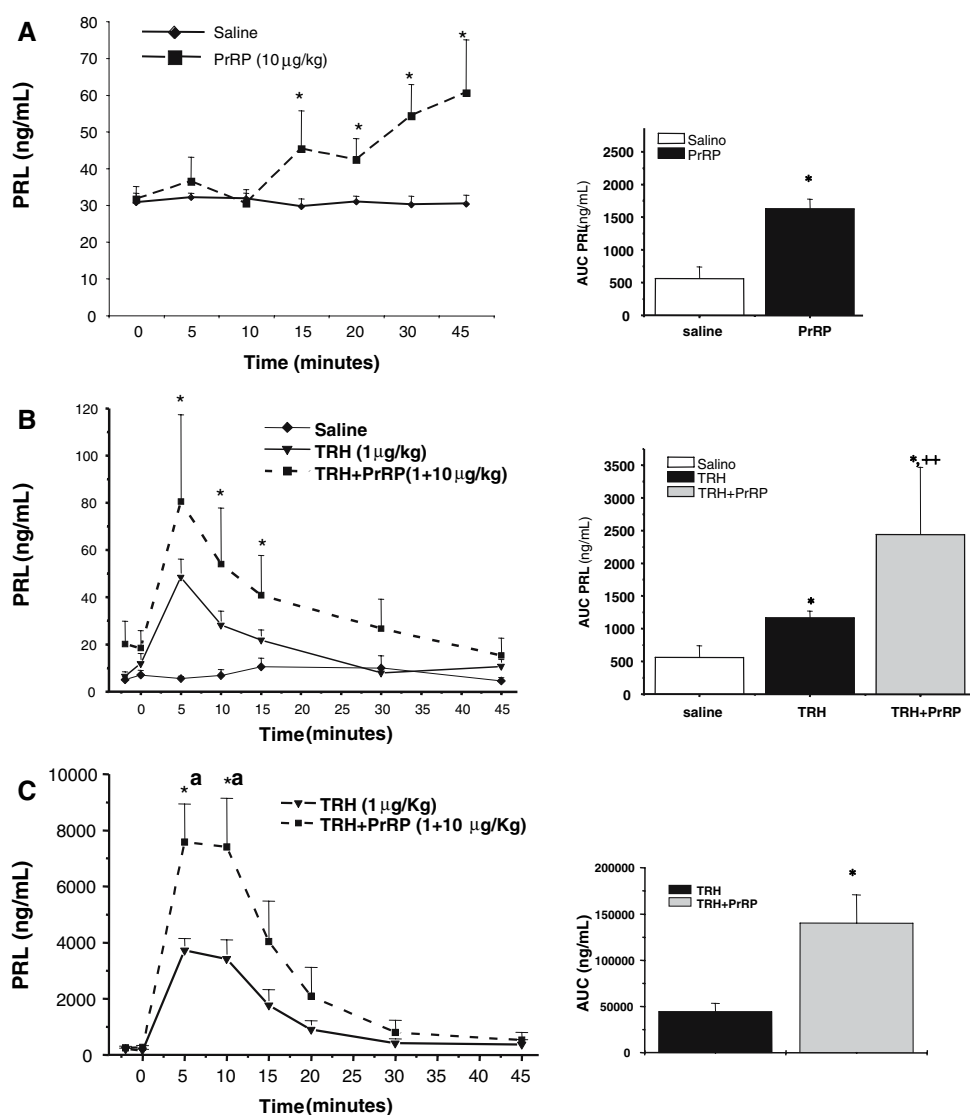 A
80
70
60
50
40
30
20
10
0
PRL (ng/mL)
Saline
PrRP (10 μg/kg)
* * * *
0 5 10 15 20 30 45
Time (minutes)
Salino
PrRP
2500
2000
1500
1000
500
0
AUC PRL(ng/mL)
*
saline PrRP
B
120
100
80
60
40
20
0
PRL (ng/mL)
Saline
TRH (1μg/kg)
TRH+PrRP(1+10 μg/kg)
* * *
0 5 10 15 20 25 30 35 40 45
Time(minutes)
Salino
TRH
TRH+PrRP
3500
3000
2500
2000
1500
1000
500
0
AUC PRL (ng/mL)
*
*,++
saline TRH TRH+PrRP
C
10000
8000
6000
4000
2000
0
PRL (ng/mL)
*a *a
TRH (1μg/Kg)
TRH+PrRP (1+10 μg/Kg)
0 5 10 15 20 25 30 35 40 45
Time(minutes)
TRH
TRH+PrRP
200000
150000
100000
50000
0
AUC (ng/mL)
*